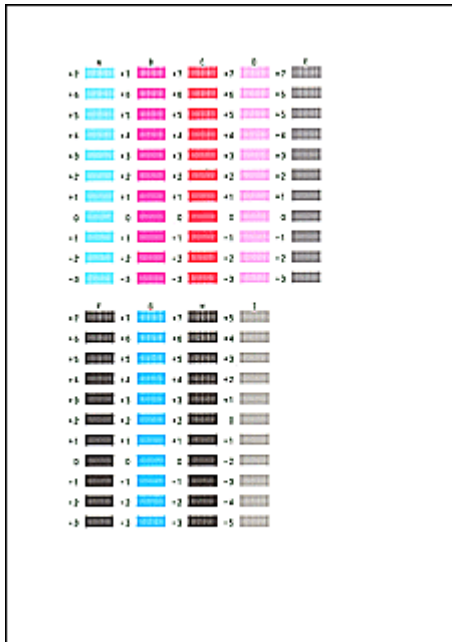 A B C D E
+7 +7 +7 +7 +7
+6 +6 +6 +6 +6
+5 +5 +5 +5 +5
+4 +4 +4 +4 +4
+3 +3 +3 +3 +3
+2 +2 +2 +2 +2
+1 +1 +1 +1 +1
0 0 0 0 0
-1 -1 -1 -1 -1
-2 -2 -2 -2 -2
-3 -3 -3 -3 -3
F G H I
+7 +7 +7 +5
+6 +6 +6 +4
+5 +5 +5 +3
+4 +4 +4 +2
+3 +3 +3 +1
+2 +2 +2 0
+1 +1 +1 -1
0 0 0 -2
-1 -1 -1 -3
-2 -2 -2 -4
-3 -3 -3 -5